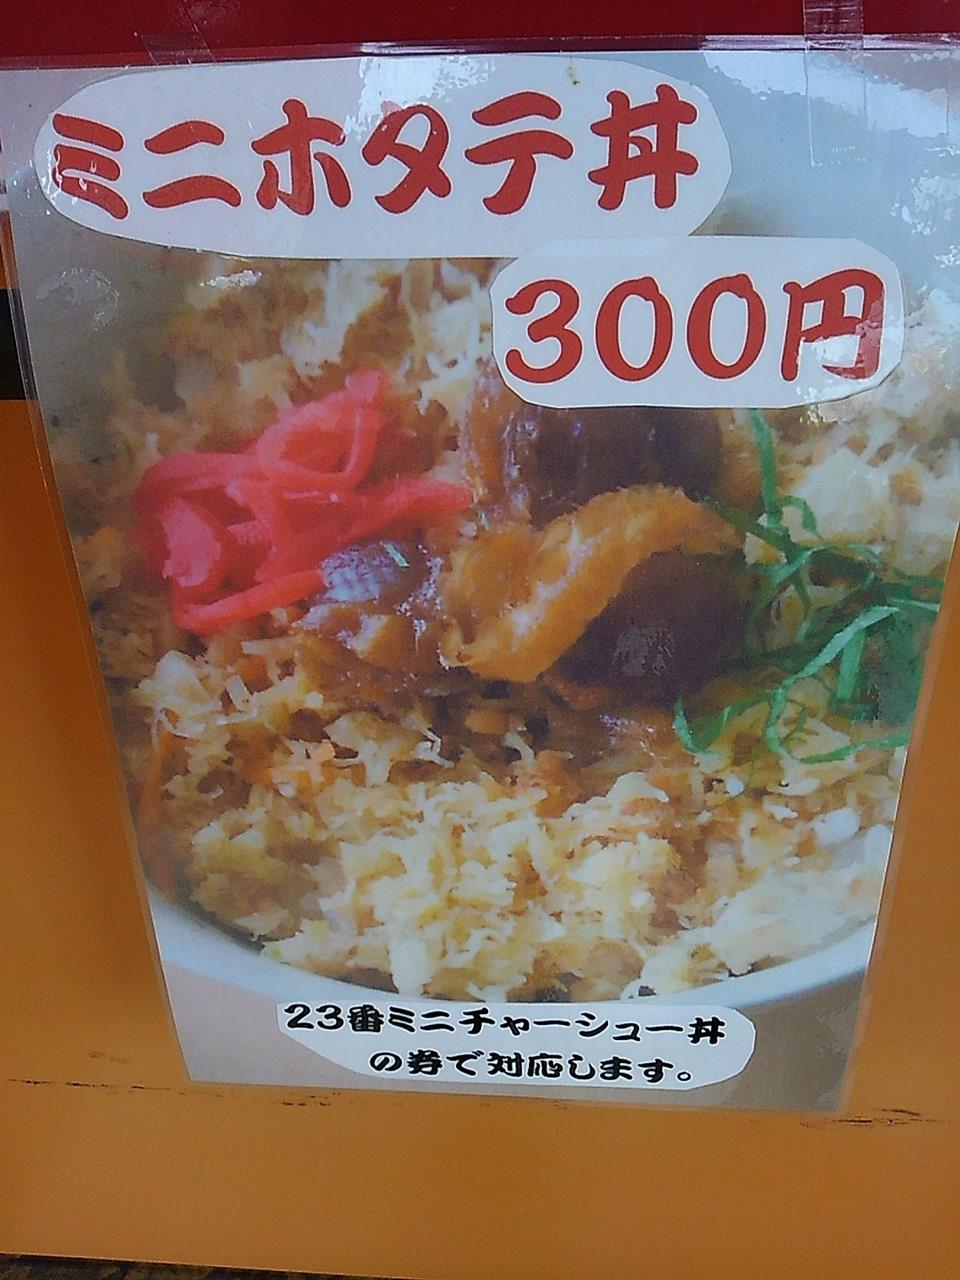 ミニホタテ丼
300円
23番ミニチャーシュー丼
の券で対応します。